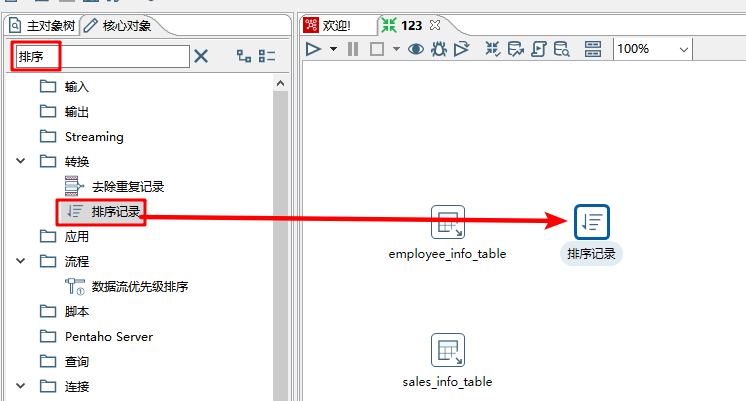 主对象树 核心对象
排序
输入
输出
Streaming
转换
去除重复记录
排序记录
应用
流程
数据流优先级排序
脚本
Pentaho Server
查询
连接
欢迎! 123
100%
employee_info_table
排序记录
sales_info_table